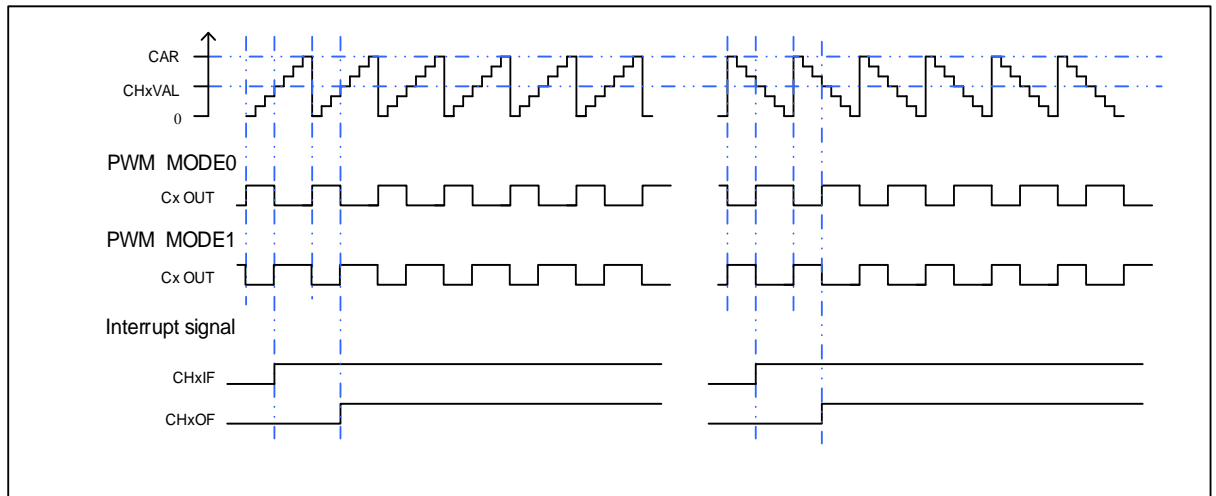 CAR
CHxVAL
0
PWM MODE0
Cx OUT
PWM MODE1
Cx OUT
Interrupt signal
CHxIF
CHxOF